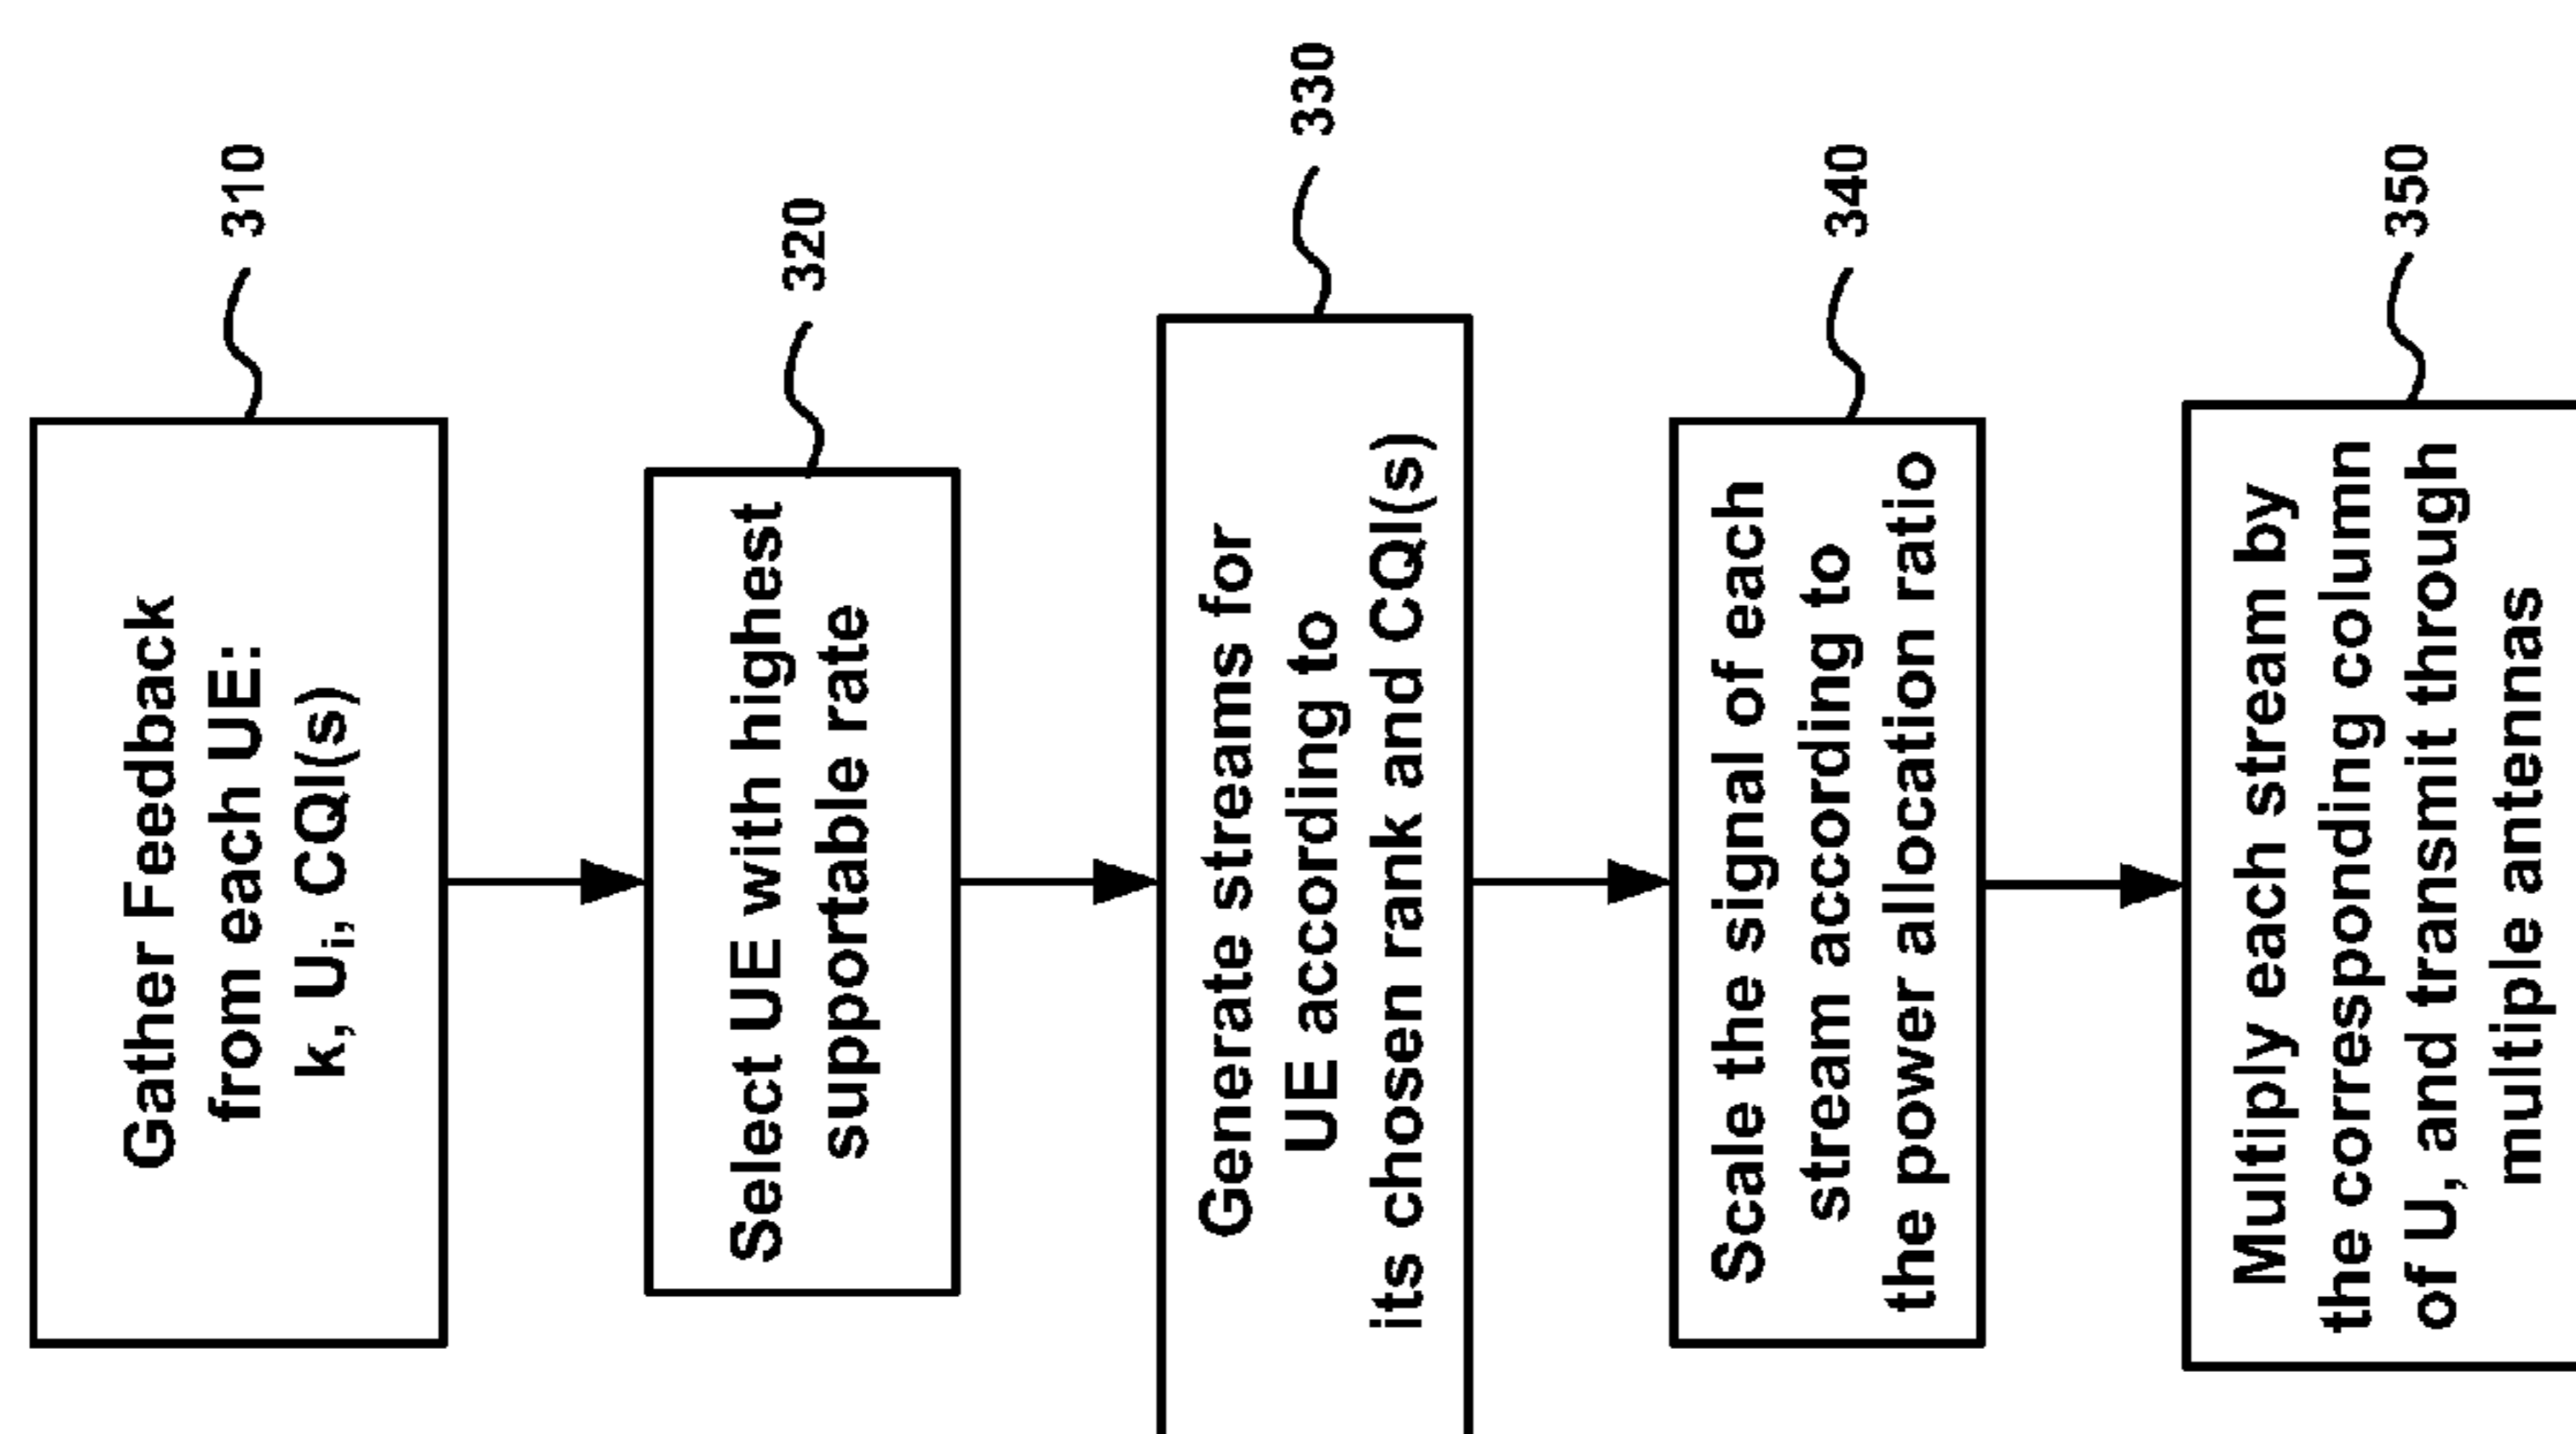 Gather Feedback
from each UE:
k, Uᵢ, CQI(s)
310
Select UE with highest
supportable rate
320
Generate streams for
UE according to
its chosen rank and CQI(s)
330
Scale the signal of each
stream according to
the power allocation ratio
340
Multiply each stream by
the corresponding column
of U, and transmit through
multiple antennas
350